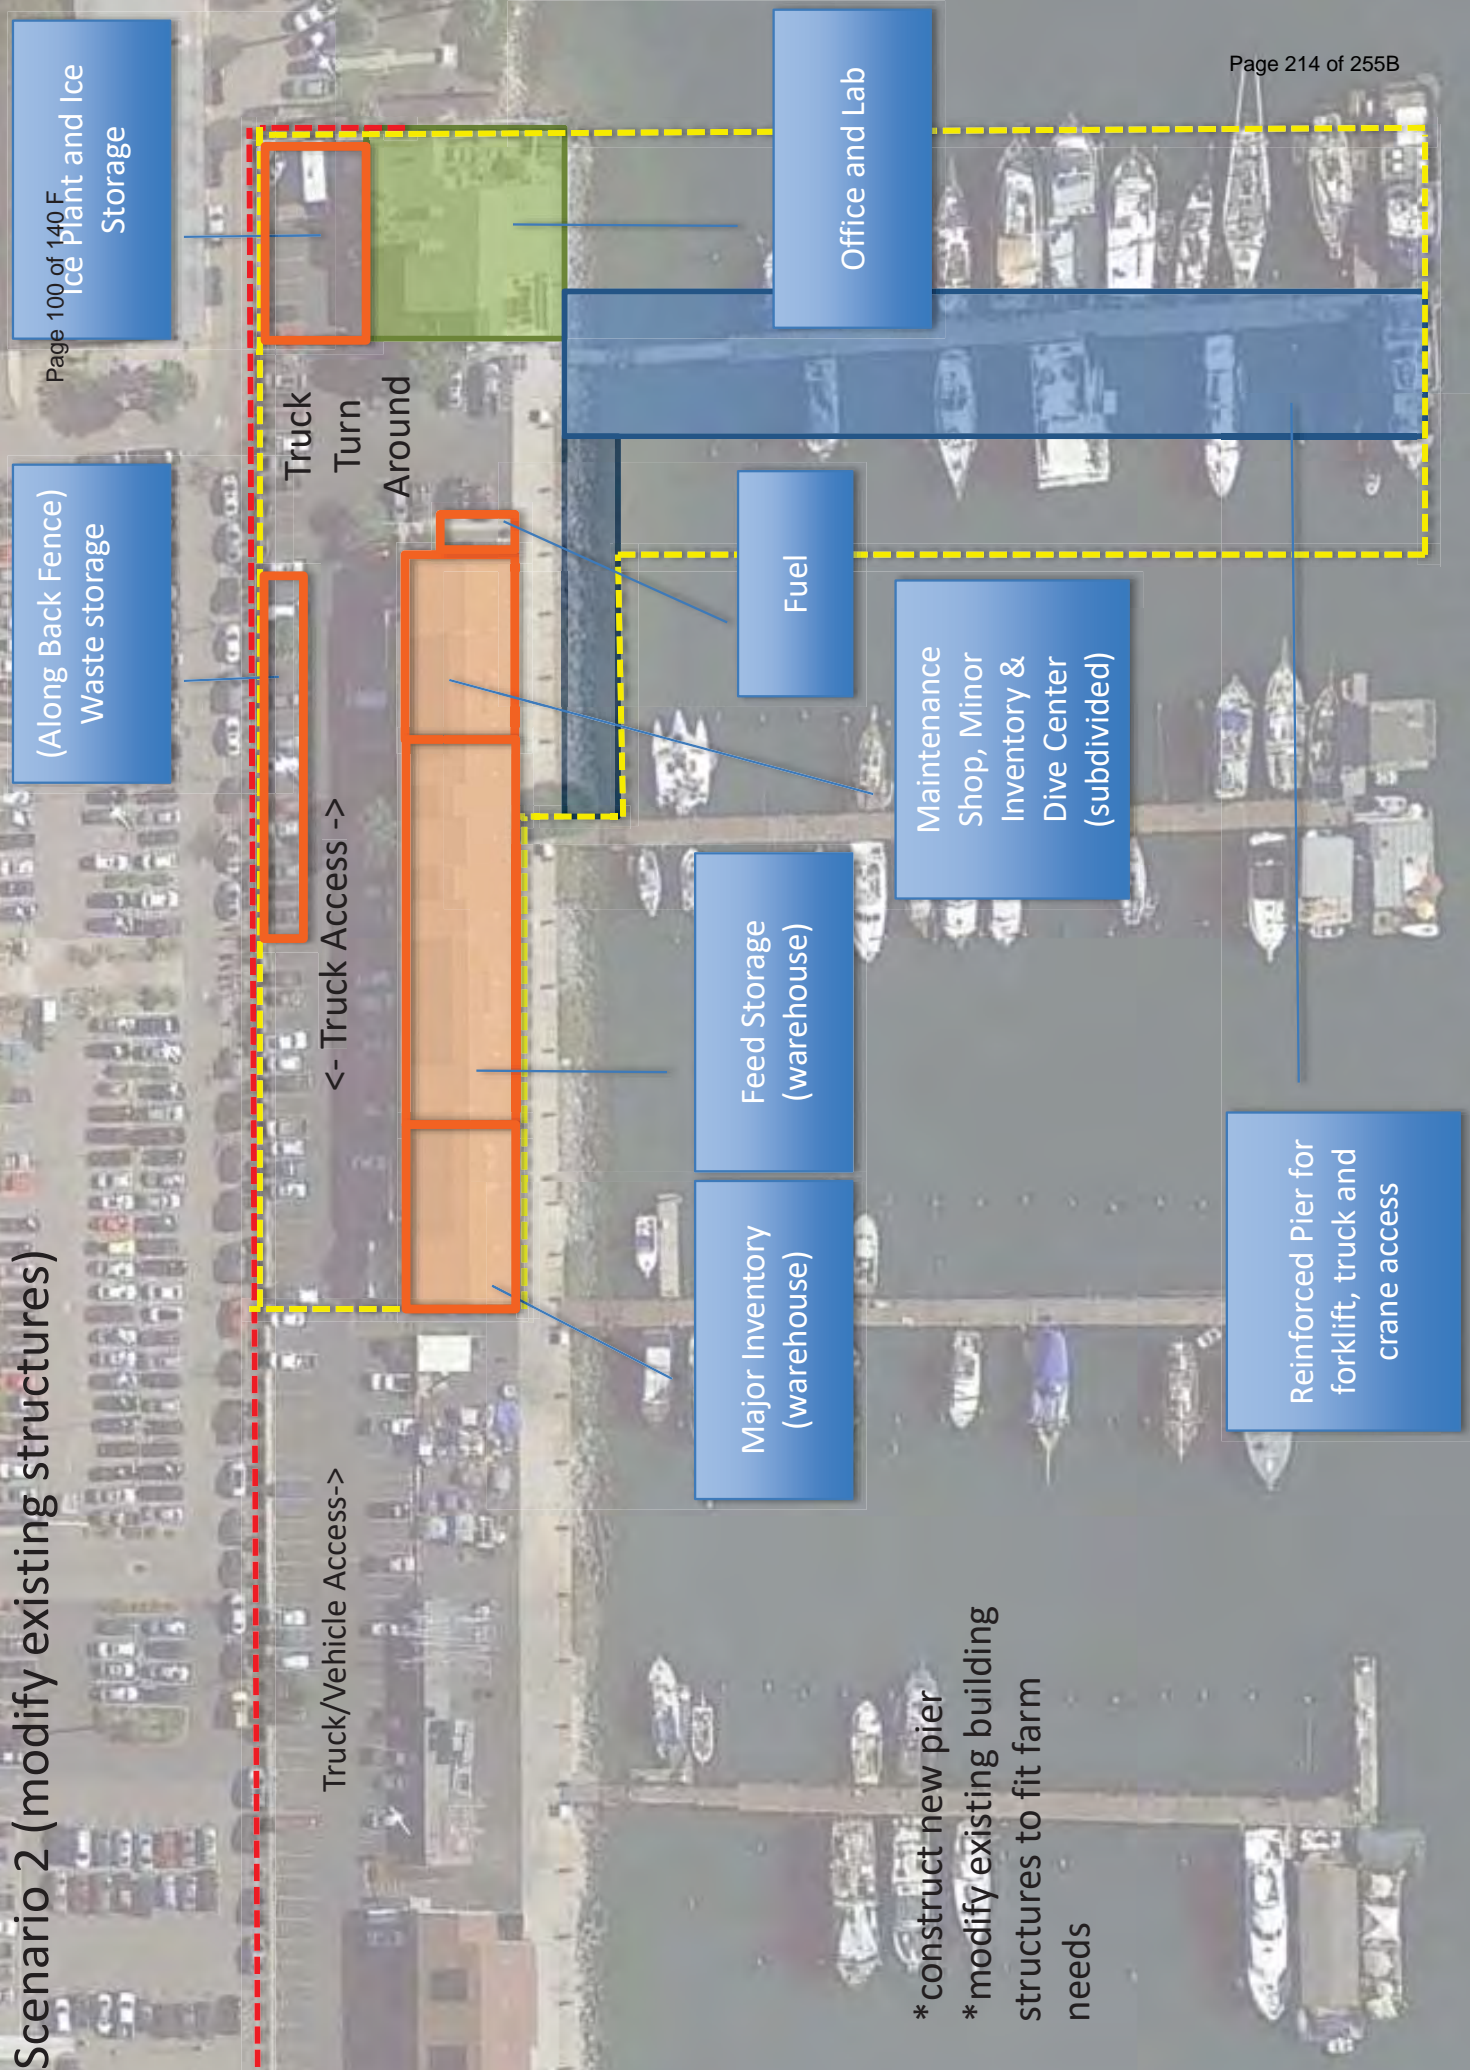 Scenario 2 (modify existing structures)
Page 100 of 140 F
Page 214 of 255B
(Along Back Fence)
Waste storage
Ice Plant and Ice
Storage
Truck/Vehicle Access->
<- Truck Access ->
Truck
Turn
Around
Major Inventory
(warehouse)
Feed Storage
(warehouse)
Fuel
Office and Lab
Maintenance
Shop, Minor
Inventory &
Dive Center
(subdivided)
Reinforced Pier for
forklift, truck and
crane access
*construct new pier
*modify existing building
structures to fit farm
needs